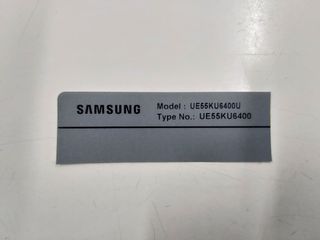 SAMSUNG Model : UE55KU6400U
Type No.: UE55KU6400